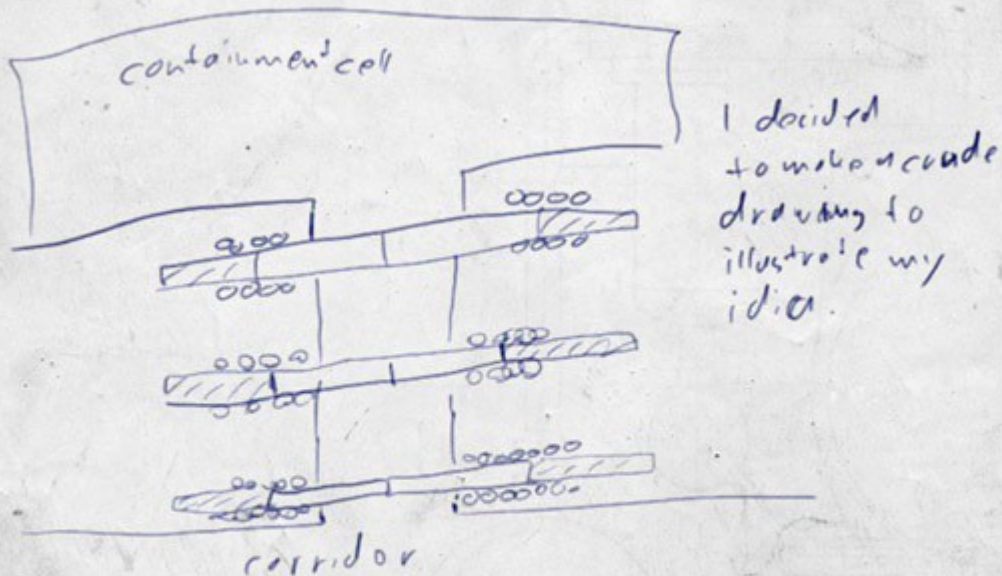 containment cell
I decided
to make a crude
drawing to
illustrate my
idea.
corridor